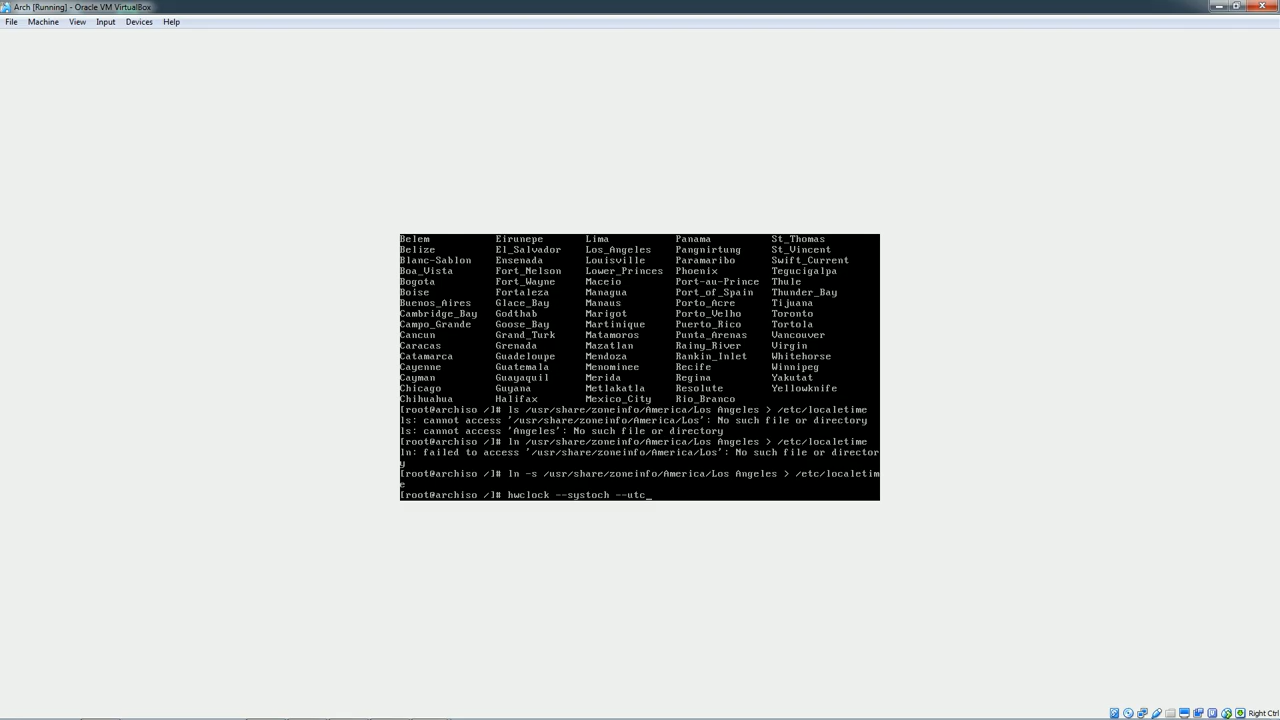 Arch [Running] - Oracle VM VirtualBox
File Machine View Input Devices Help
Belem Eirunepe Lima Panama St_Thomas
Belize El_Salvador Los_Angeles Pangnirtung St_Vincent
Blanc-Sablon Ensenada Louisville Paramaribo Swift_Current
Boa_Vista Fort_Nelson Lower_Princes Phoenix Tegucigalpa
Bogota Fort_Wayne Maceio Port-au-Prince Thule
Boise Fortaleza Managua Port_of_Spain Thunder_Bay
Buenos_Aires Glace_Bay Manaus Porto_Acre Tijuana
Cambridge_Bay Godthab Marigot Porto_Velho Toronto
Campo_Grande Goose_Bay Martinique Puerto_Rico Tortola
Cancun Grand_Turk Matamoros Punta_Arenas Vancouver
Caracas Grenada Mazatlan Rainy_River Virgin
Catamarca Guadeloupe Mendoza Rankin_Inlet Whitehorse
Cayenne Guatemala Menominee Recife Winnipeg
Cayman Guayaquil Merida Regina Yakutat
Chicago Guyana Metlakatla Resolute Yellowknife
Chihuahua Halifax Mexico_City Rio_Branco
[root@archiso /]# ls /usr/share/zoneinfo/America/Los Angeles > /etc/localetime
ls: cannot access '/usr/share/zoneinfo/America/Los': No such file or directory
ls: cannot access 'Angeles': No such file or directory
[root@archiso /]# ln /usr/share/zoneinfo/America/Los Angeles > /etc/localetime
ln: failed to access '/usr/share/zoneinfo/America/Los': No such file or director
y
[root@archiso /]# ln -s /usr/share/zoneinfo/America/Los Angeles > /etc/localetim
e
[root@archiso /]# hwclock --systoch --utc_
Right Ctrl